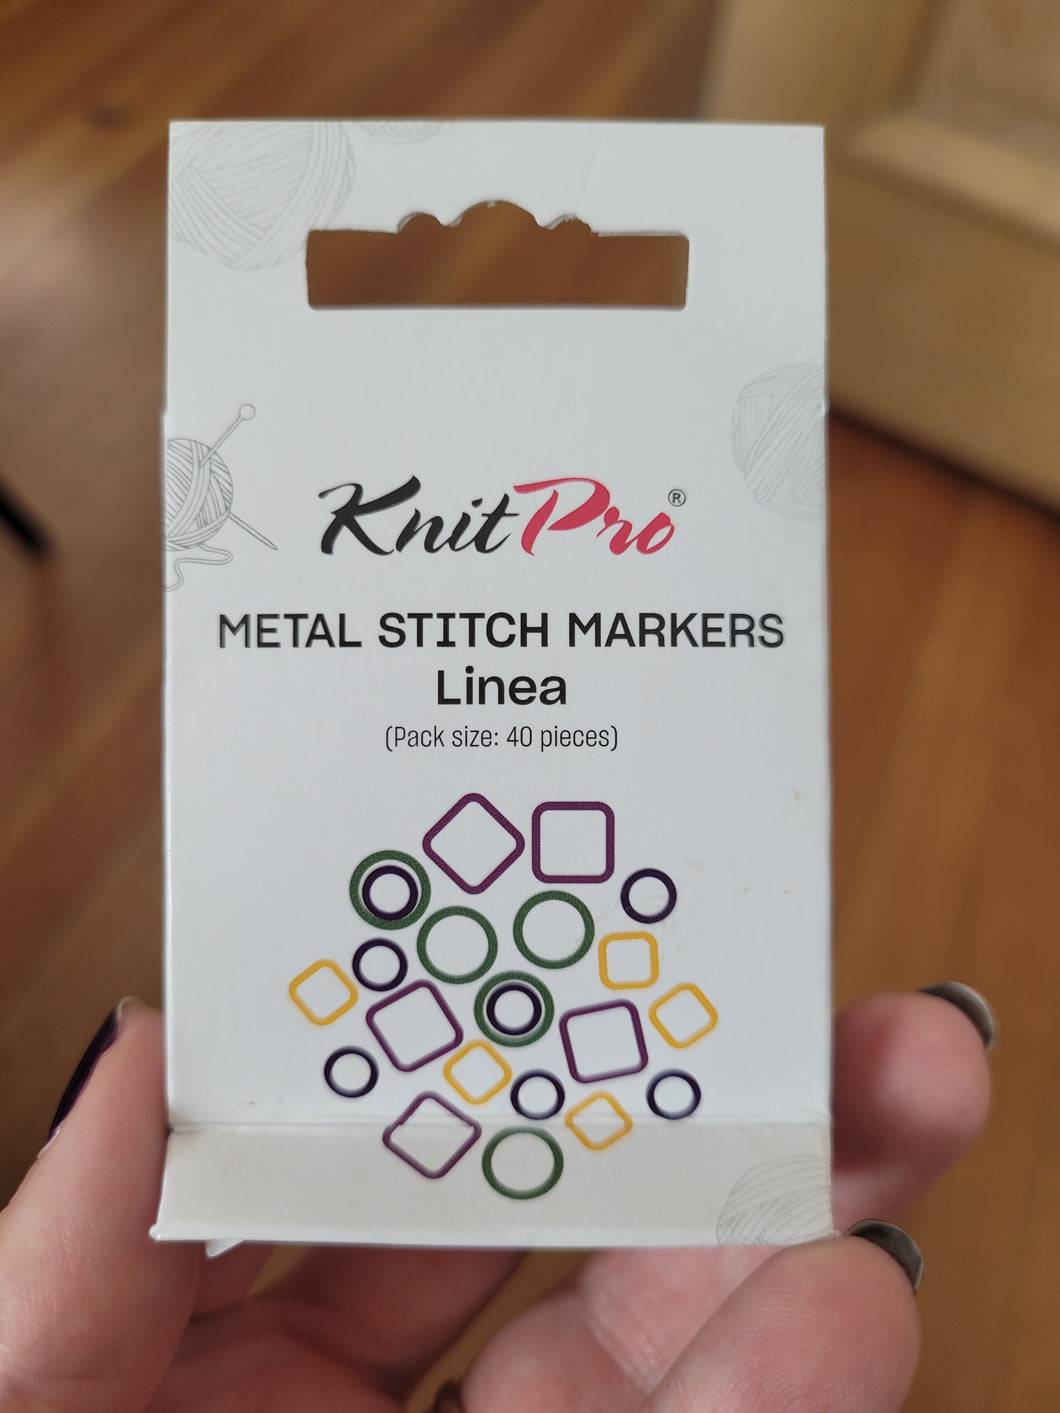 KnitPro®
METAL STITCH MARKERS
Linea
(Pack size: 40 pieces)